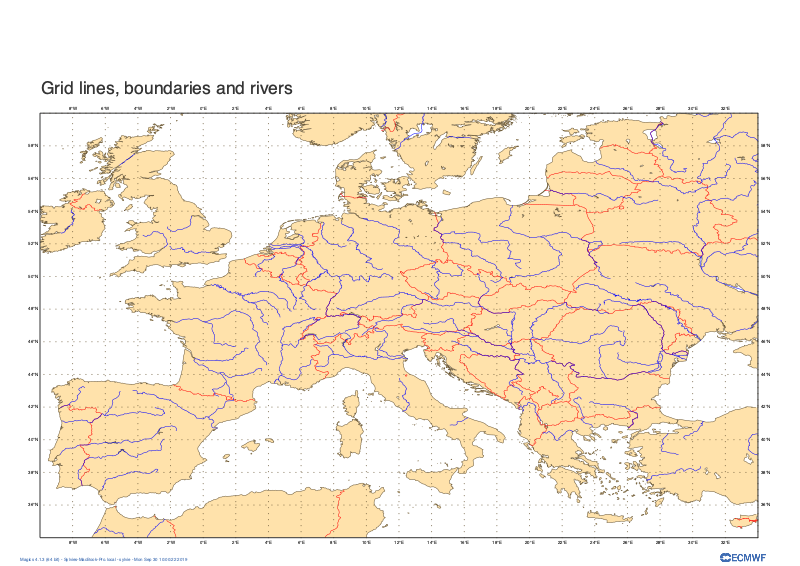 Grid lines, boundaries and rivers
8°W 6°W 4°W 2°W 0°E 2°E 4°E 6°E 8°E 10°E 12°E 14°E 16°E 18°E 20°E 22°E 24°E 26°E 28°E 30°E 32°E
58°N 58°N
56°N 56°N
54°N 54°N
52°N 52°N
50°N 50°N
48°N 48°N
46°N 46°N
44°N 44°N
42°N 42°N
40°N 40°N
38°N 38°N
36°N 36°N
8°W 6°W 4°W 2°W 0°E 2°E 4°E 6°E 8°E 10°E 12°E 14°E 16°E 18°E 20°E 22°E 24°E 26°E 28°E 30°E 32°E
ECMWF